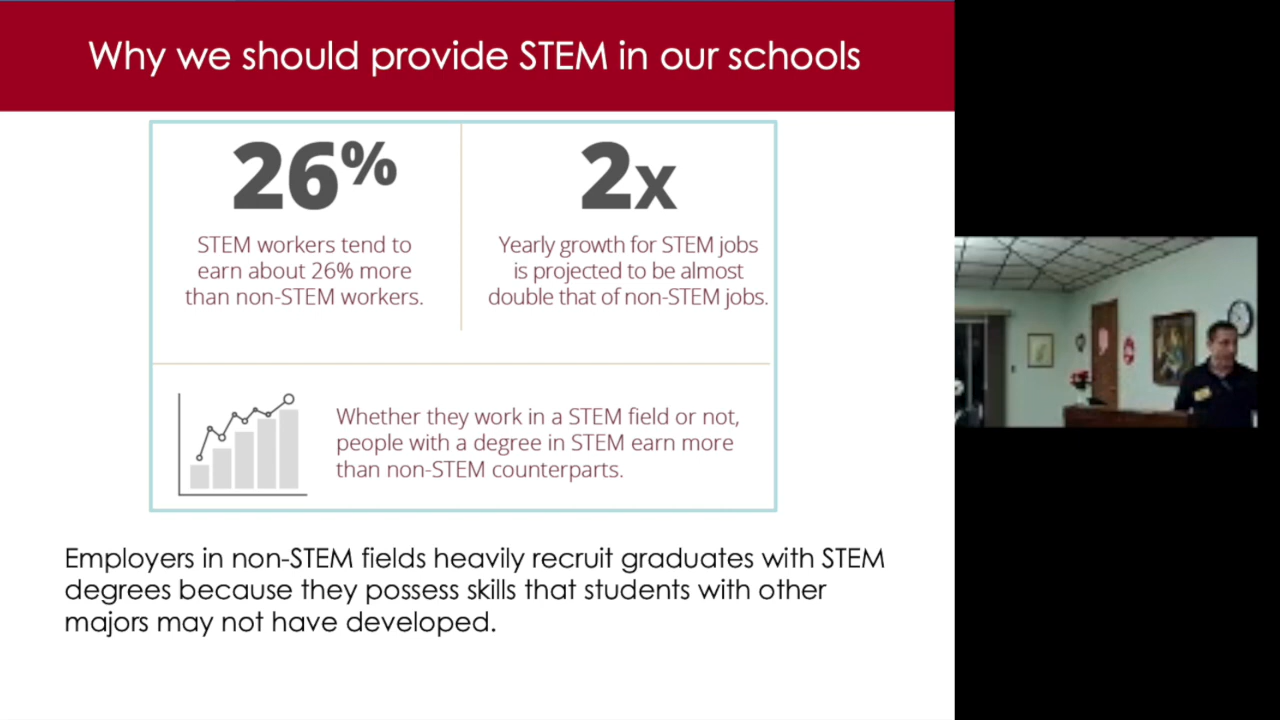 Why we should provide STEM in our schools
26%
STEM workers tend to
earn about 26% more
than non-STEM workers.
2x
Yearly growth for STEM jobs
is projected to be almost
double that of non-STEM jobs.
Whether they work in a STEM field or not,
people with a degree in STEM earn more
than non-STEM counterparts.
Employers in non-STEM fields heavily recruit graduates with STEM
degrees because they possess skills that students with other
majors may not have developed.